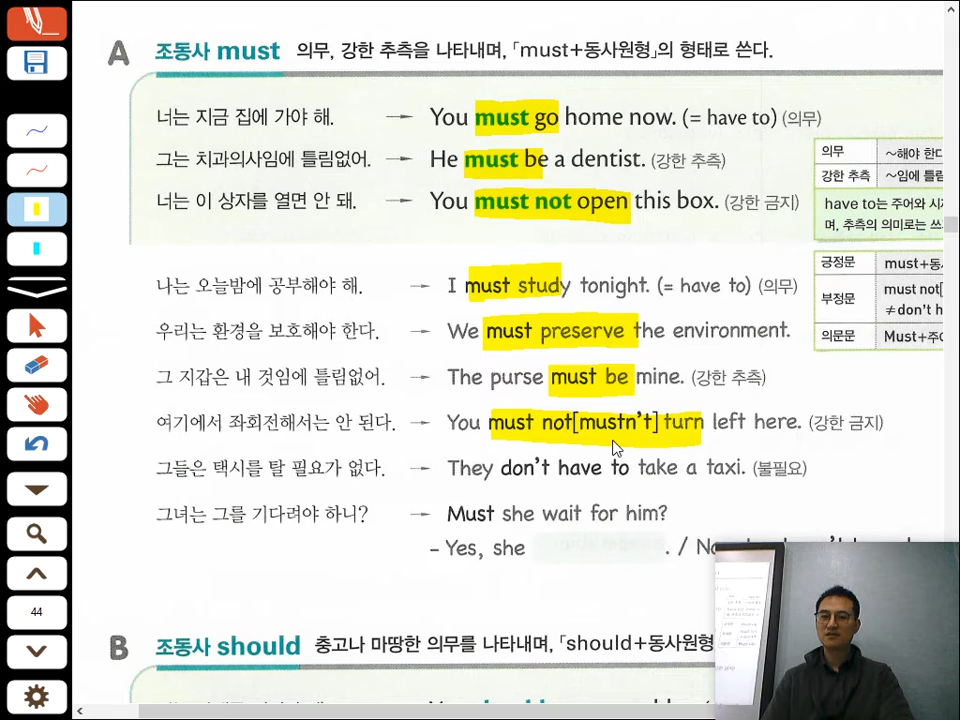 A 조동사 must 의무, 강한 추측을 나타내며, 「must+동사원형」의 형태로 쓴다.
너는 지금 집에 가야 해. → You must go home now. (= have to) (의무)
그는 치과의사임에 틀림없어. → He must be a dentist. (강한 추측)
너는 이 상자를 열면 안 돼. → You must not open this box. (강한 금지)
의무 ~해야 한다
강한 추측 ~임에 틀림
have to는 주어와 시
며, 추측의 의미로는 쓰
나는 오늘밤에 공부해야 해. → I must study tonight. (= have to) (의무)
우리는 환경을 보호해야 한다. → We must preserve the environment.
그 지갑은 내 것임에 틀림없어. → The purse must be mine. (강한 추측)
여기에서 좌회전해서는 안 된다. → You must not[mustn't] turn left here. (강한 금지)
그들은 택시를 탈 필요가 없다. → They don't have to take a taxi. (불필요)
그녀는 그를 기다려야 하니? → Must she wait for him?
– Yes, she . /
긍정문 must+동
부정문 must not[
≠don't h
의문문 Must+주
44
B 조동사 should 충고나 마땅한 의무를 나타내며, 「should+동사원형